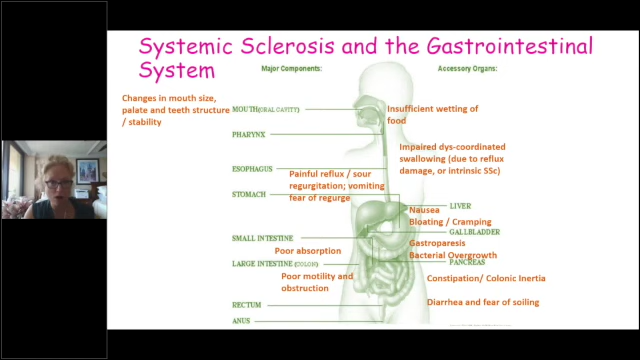 Systemic Sclerosis and the Gastrointestinal
System
Major Components:
Accessory Organs:
Changes in mouth size,
palate and teeth structure
/ stability
MOUTH (ORAL CAVITY)
Insufficient wetting of
food
PHARYNX
Impaired dys-coordinated
swallowing (due to reflux
damage, or intrinsic SSc)
ESOPHAGUS
Painful reflux / sour
regurgitation; vomiting
fear of regurge
STOMACH
LIVER
Nausea
Bloating / Cramping
GALLBLADDER
SMALL INTESTINE
Gastroparesis
Poor absorption
Bacterial Overgrowth
LARGE INTESTINE (COLON)
PANCREAS
Poor motility and
obstruction
Constipation/ Colonic Inertia
RECTUM
Diarrhea and fear of soiling
ANUS